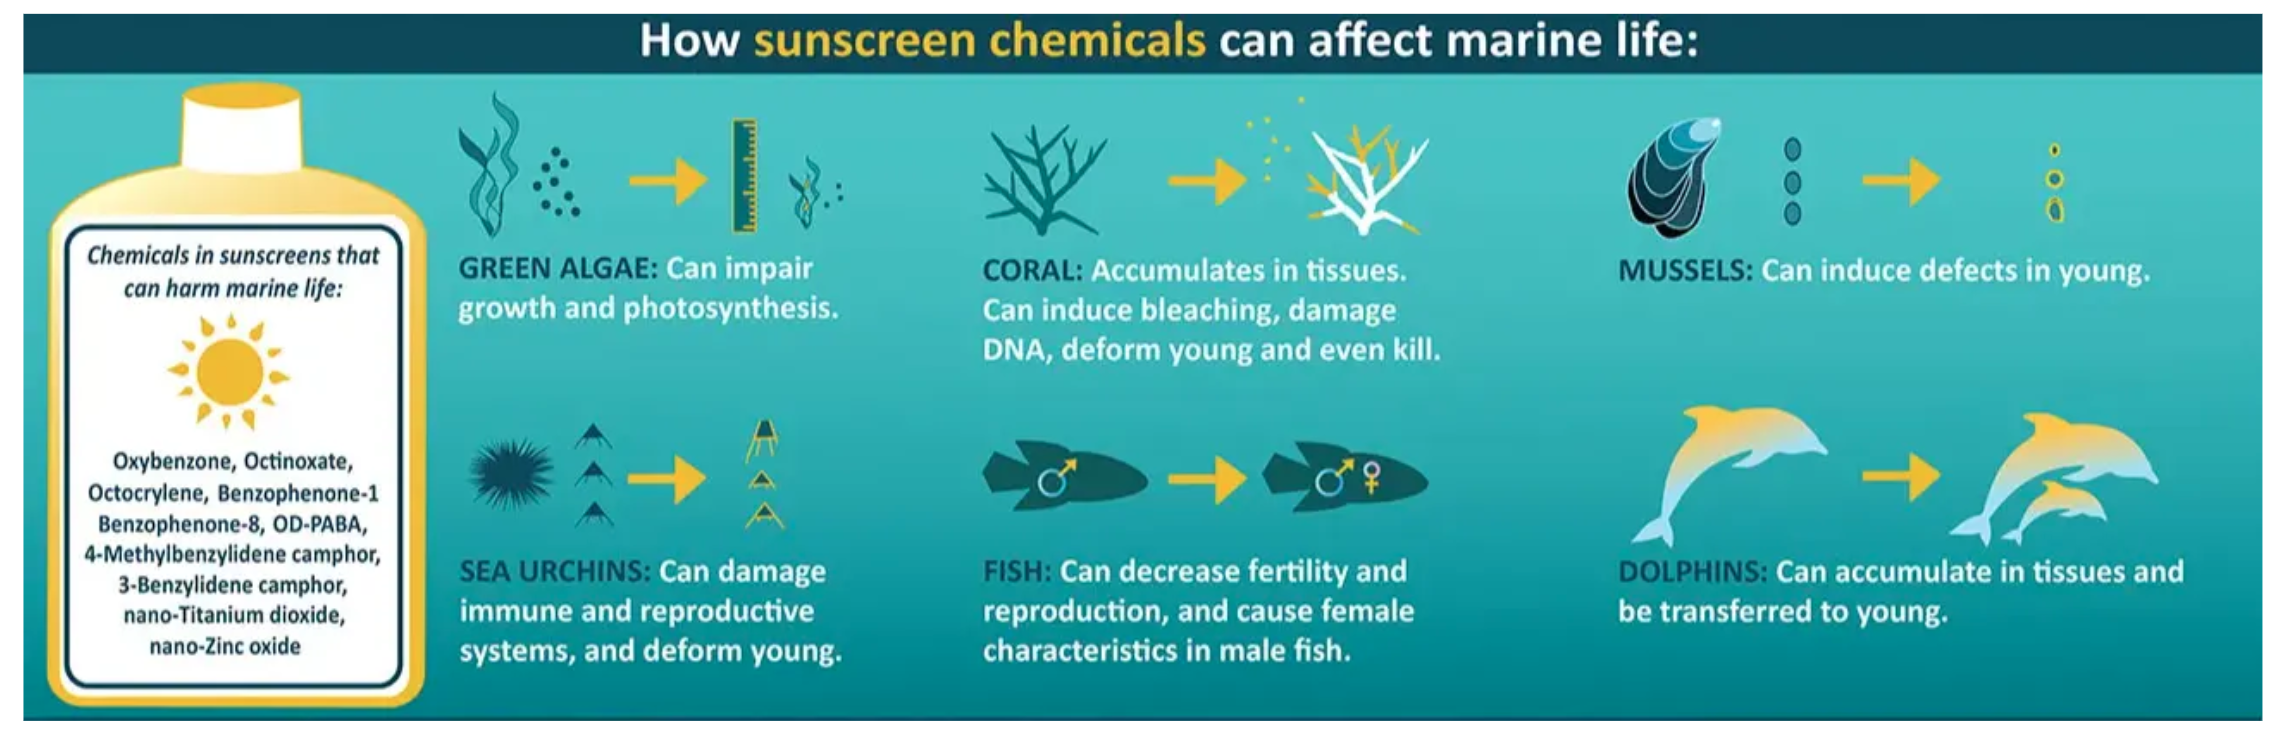 How sunscreen chemicals can affect marine life:
Chemicals in sunscreens that
can harm marine life:
Oxybenzone, Octinoxate,
Octocrylene, Benzophenone-1
Benzophenone-8, OD-PABA,
4-Methylbenzylidene camphor,
3-Benzylidene camphor,
nano-Titanium dioxide,
nano-Zinc oxide
GREEN ALGAE: Can impair
growth and photosynthesis.
CORAL: Accumulates in tissues.
Can induce bleaching, damage
DNA, deform young and even kill.
MUSSELS: Can induce defects in young.
SEA URCHINS: Can damage
immune and reproductive
systems, and deform young.
FISH: Can decrease fertility and
reproduction, and cause female
characteristics in male fish.
DOLPHINS: Can accumulate in tissues and
be transferred to young.